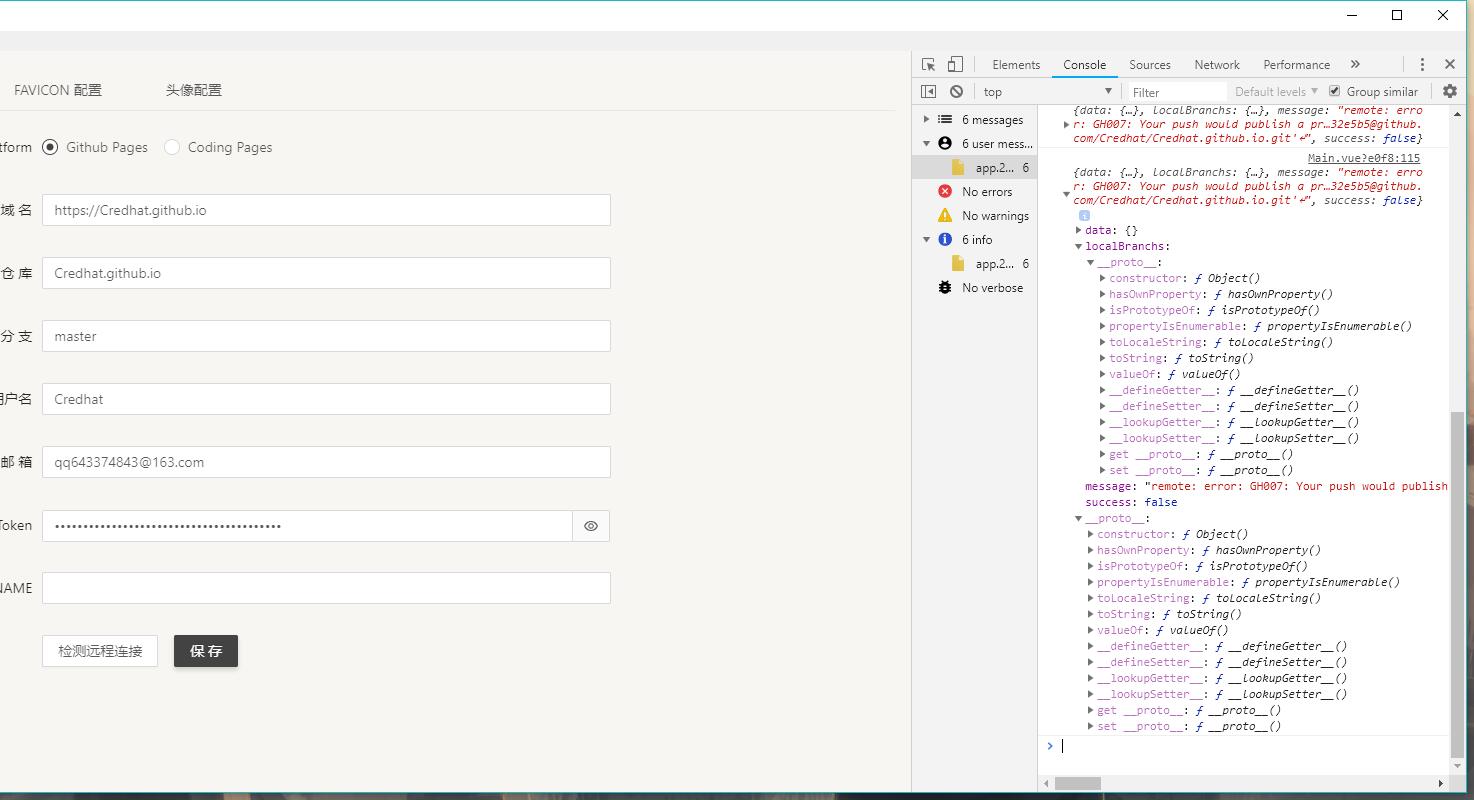 FAVICON 配置 头像配置
tform Github Pages Coding Pages
域 名 https://Credhat.github.io
仓 库 Credhat.github.io
分 支 master
用户名 Credhat
邮 箱 qq643374843@163.com
Token ••••••••••••••••••••••••••••••••••••••••
NAME
检测远程连接 保 存
Elements Console Sources Network Performance »
top Filter Default levels Group similar
6 messages
6 user mess...
app.2... 6
No errors
No warnings
6 info
app.2... 6
No verbose
{data: {…}, localBranchs: {…}, message: "remote: erro
r: GH007: Your push would publish a pr…32e5b5@github.
com/Credhat/Credhat.github.io.git'↵", success: false}
Main.vue?e0f8:115
{data: {…}, localBranchs: {…}, message: "remote: erro
r: GH007: Your push would publish a pr…32e5b5@github.
com/Credhat/Credhat.github.io.git'↵", success: false}
i
data: {}
localBranchs:
__proto__:
constructor: ƒ Object()
hasOwnProperty: ƒ hasOwnProperty()
isPrototypeOf: ƒ isPrototypeOf()
propertyIsEnumerable: ƒ propertyIsEnumerable()
toLocaleString: ƒ toLocaleString()
toString: ƒ toString()
valueOf: ƒ valueOf()
__defineGetter__: ƒ __defineGetter__()
__defineSetter__: ƒ __defineSetter__()
__lookupGetter__: ƒ __lookupGetter__()
__lookupSetter__: ƒ __lookupSetter__()
get __proto__: ƒ __proto__()
set __proto__: ƒ __proto__()
message: "remote: error: GH007: Your push would publish
success: false
__proto__:
constructor: ƒ Object()
hasOwnProperty: ƒ hasOwnProperty()
isPrototypeOf: ƒ isPrototypeOf()
propertyIsEnumerable: ƒ propertyIsEnumerable()
toLocaleString: ƒ toLocaleString()
toString: ƒ toString()
valueOf: ƒ valueOf()
__defineGetter__: ƒ __defineGetter__()
__defineSetter__: ƒ __defineSetter__()
__lookupGetter__: ƒ __lookupGetter__()
__lookupSetter__: ƒ __lookupSetter__()
get __proto__: ƒ __proto__()
set __proto__: ƒ __proto__()